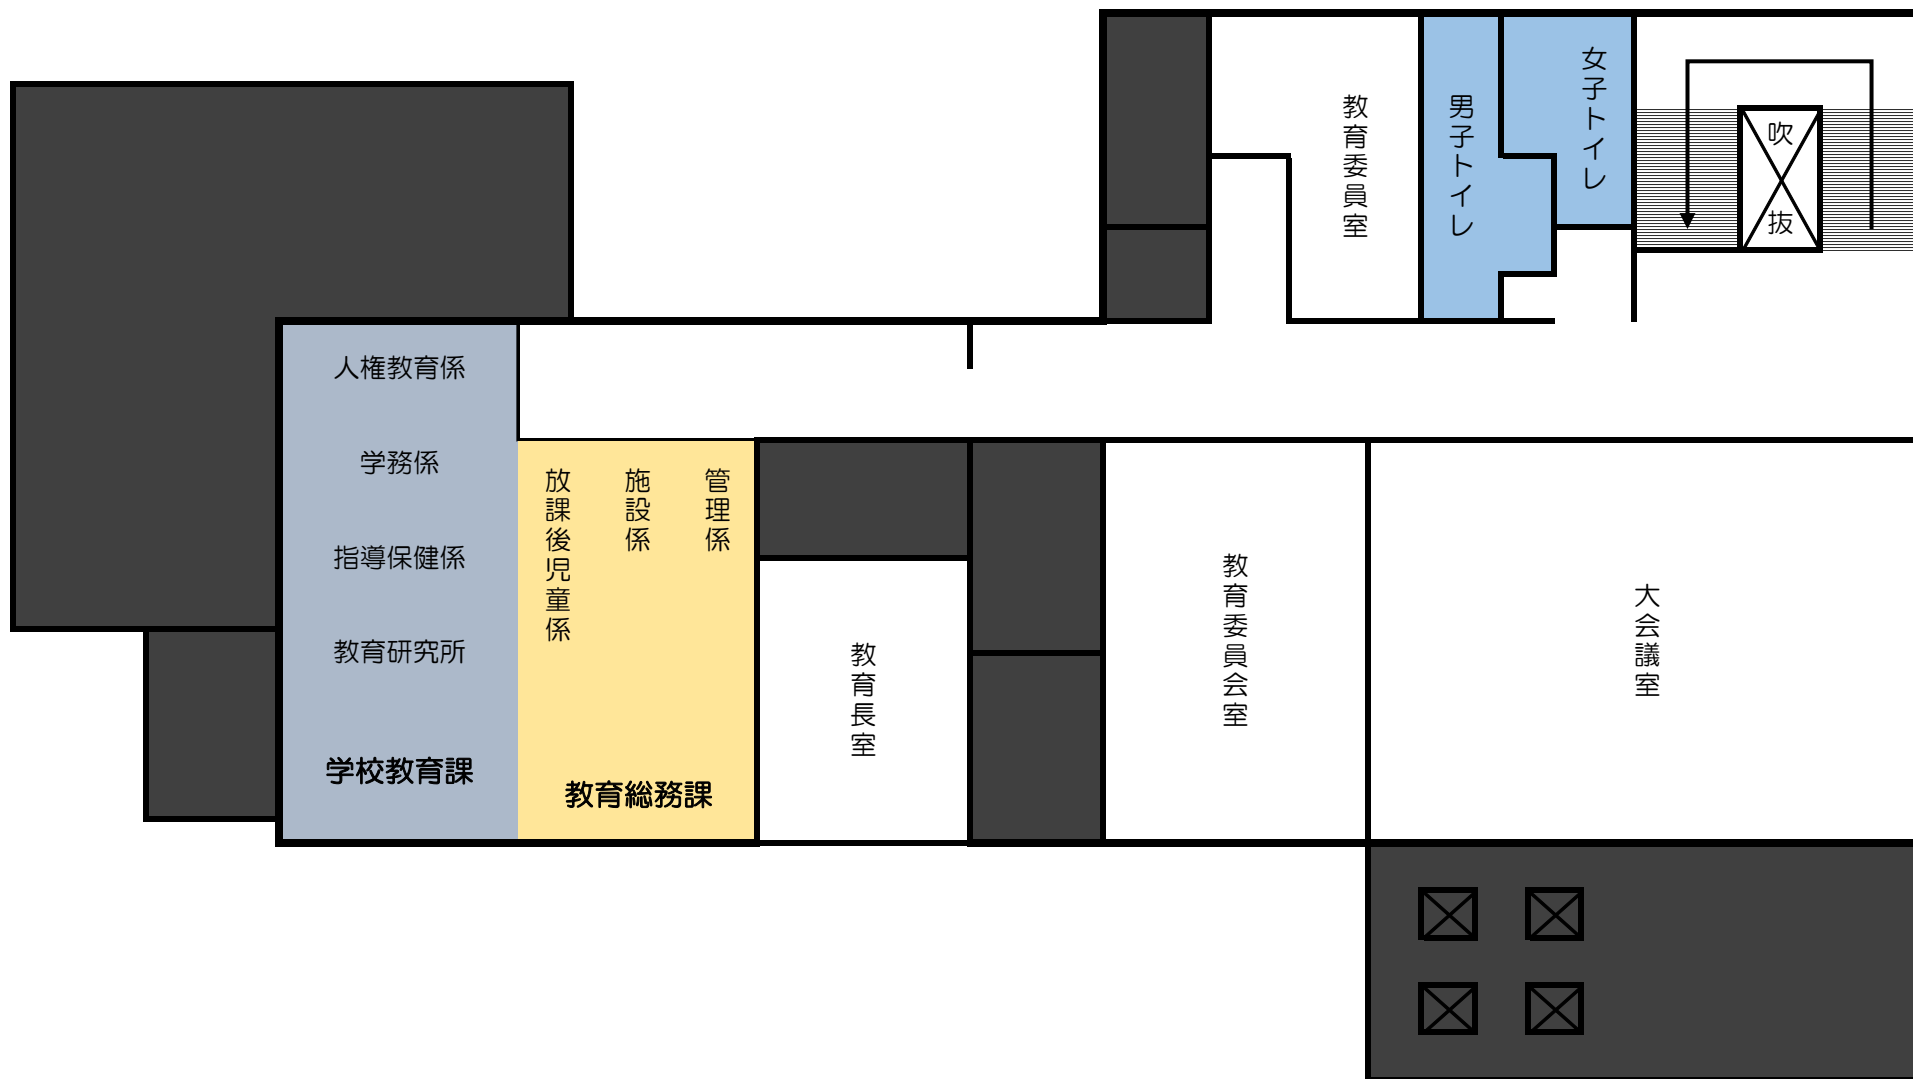 教育委員室
男子トイレ
女子トイレ
吹
抜
人権教育係
学務係
指導保健係
教育研究所
学校教育課
管理係
施設係
放課後児童係
教育総務課
教育長室
教育委員会室
大会議室